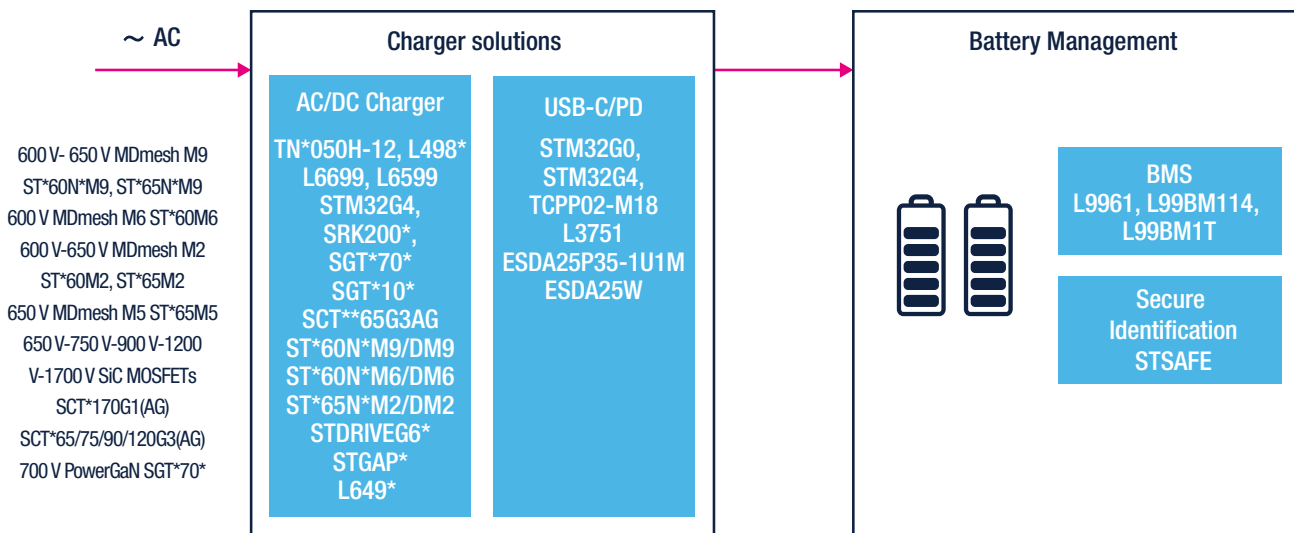 ～ AC
600 V- 650 V MDmesh M9
ST*60N*M9, ST*65N*M9
600 V MDmesh M6 ST*60M6
600 V-650 V MDmesh M2
ST*60M2, ST*65M2
650 V MDmesh M5 ST*65M5
650 V-750 V-900 V-1200
V-1700 V SiC MOSFETs
SCT*170G1(AG)
SCT*65/75/90/120G3(AG)
700 V PowerGaN SGT*70*
Charger solutions
AC/DC Charger
TN*050H-12, L498*
L6699, L6599
STM32G4,
SRK200*,
SGT*70*
SGT*10*
SCT**65G3AG
ST*60N*M9/DM9
ST*60N*M6/DM6
ST*65N*M2/DM2
STDRIVEG6*
STGAP*
L649*
USB-C/PD
STM32G0,
STM32G4,
TCPP02-M18
L3751
ESDA25P35-1U1M
ESDA25W
Battery Management
BMS
L9961, L99BM114,
L99BM1T
Secure
Identification
STSAFE